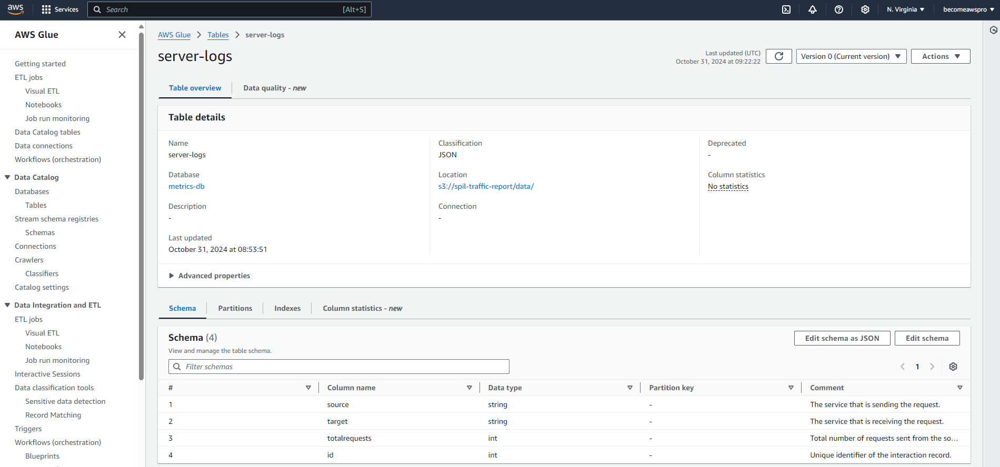 aws
Services
Search [Alt+S]
N. Virginia
becomeawspro
AWS Glue
Getting started
ETL jobs
Visual ETL
Notebooks
Job run monitoring
Data Catalog tables
Data connections
Workflows (orchestration)
Data Catalog
Databases
Tables
Stream schema registries
Schemas
Connections
Crawlers
Classifiers
Catalog settings
Data Integration and ETL
ETL jobs
Visual ETL
Notebooks
Job run monitoring
Interactive Sessions
Data classification tools
Sensitive data detection
Record Matching
Triggers
Workflows (orchestration)
Blueprints
AWS Glue > Tables > server-logs
server-logs
Last updated (UTC)
October 31, 2024 at 09:22:22
Version 0 (Current version)
Actions
Table overview
Data quality - new
Table details
Name
server-logs
Database
metrics-db
Description
-
Last updated
October 31, 2024 at 08:53:51
Classification
JSON
Location
s3://spil-traffic-report/data/
Connection
-
Deprecated
-
Column statistics
No statistics
Advanced properties
Schema
Partitions
Indexes
Column statistics - new
Schema (4)
View and manage the table schema.
Edit schema as JSON
Edit schema
Filter schemas
1
# Column name Data type Partition key Comment
1 source string - The service that is sending the request.
2 target string - The service that is receiving the request.
3 totalrequests int - Total number of requests sent from the so...
4 id int - Unique identifier of the interaction record.